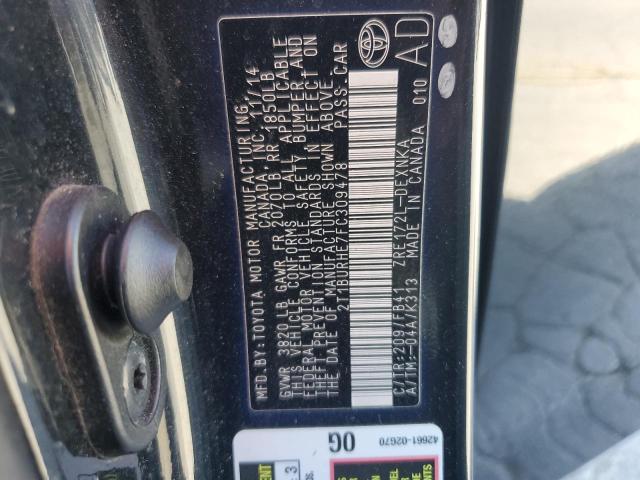 MFD.BY:TOYOTA MOTOR MANUFACTURING,
CANADA, INC. 11/14
GVWR 3820LB GAWR FR 2070LB RR 1850LB
THIS VEHICLE CONFORMS TO ALL APPLICABLE
FEDERAL MOTOR VEHICLE SAFETY, BUMPER, AND
THEFT PREVENTION STANDARDS IN EFFECT ON
THE DATE OF MANUFACTURE SHOWN ABOVE.
2T1BURHE7FC309478 PASS.CAR
C/TR:209/FB41 ZRE172L-DEXNKA
A/TM:-04A/K313 MADE IN CANADA 010
AD
42661-02G70
0G
3